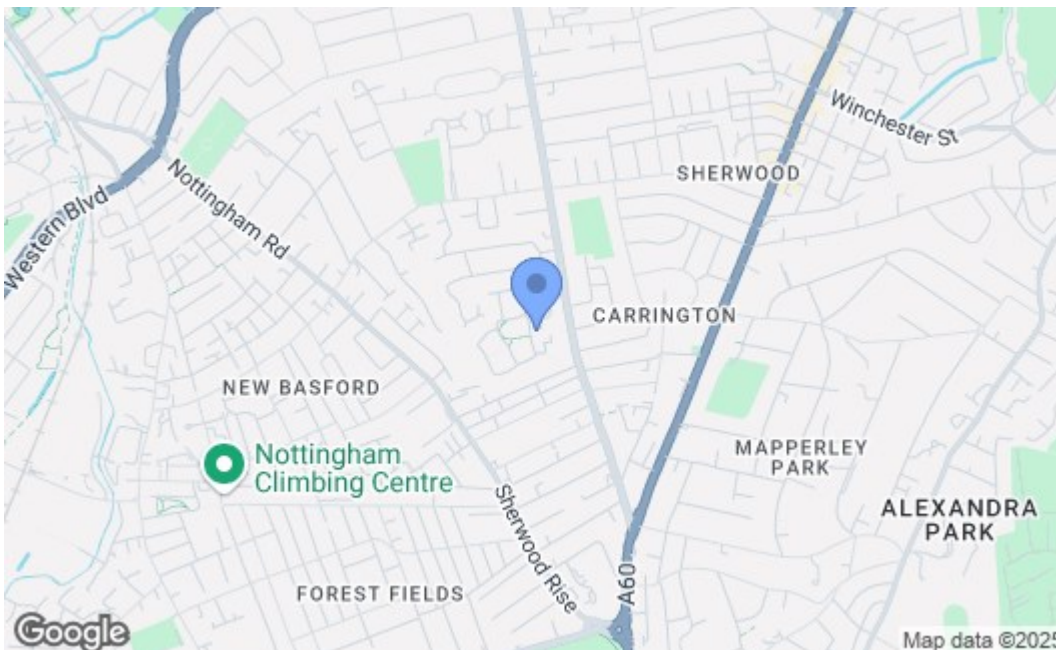 Winchester St
SHERWOOD
Nottingham Rd
Western Blvd
CARRINGTON
NEW BASFORD
Nottingham
Climbing Centre
MAPPERLEY
PARK
Sherwood Rise
ALEXANDRA
PARK
FOREST FIELDS
A60
Google
Map data ©2025